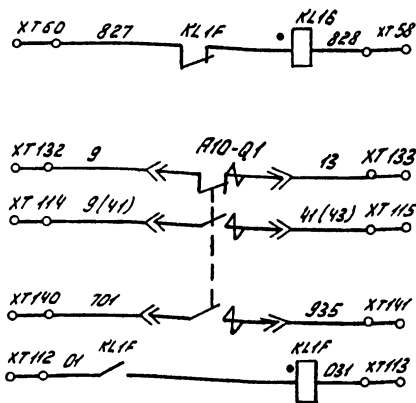 XT60 827 KL1F KL16 828 XT58
XT132 9 A10-Q1 13 XT133
XT114 9(41) 41(43) XT115
XT140 701 935 XT141
XT112 01 KL1F KL1F 031 XT113